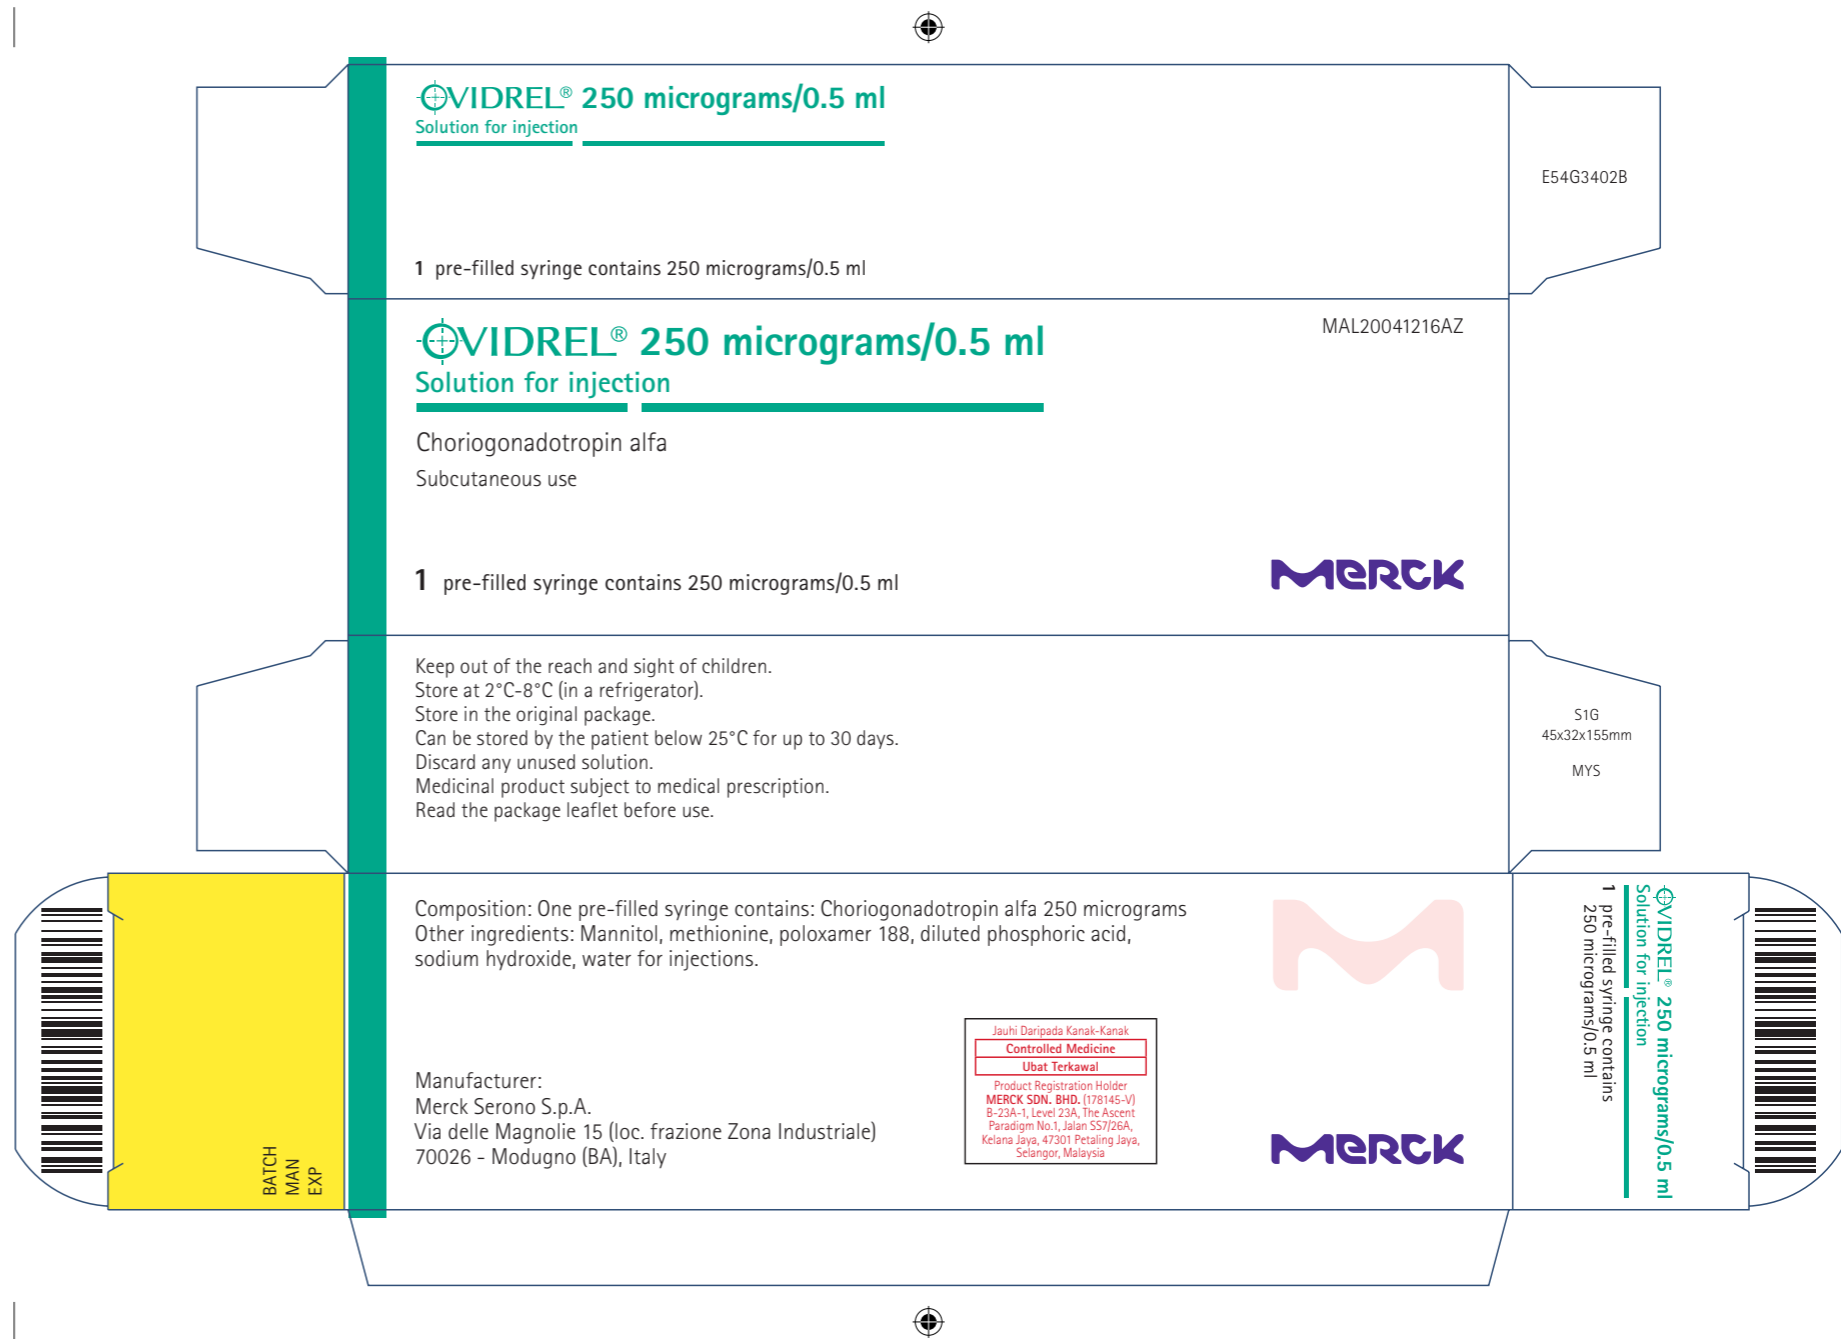 OVIDREL® 250 micrograms/0.5 ml
Solution for injection
1 pre-filled syringe contains 250 micrograms/0.5 ml
E54G3402B
OVIDREL® 250 micrograms/0.5 ml
Solution for injection
MAL20041216AZ
Choriogonadotropin alfa
Subcutaneous use
1 pre-filled syringe contains 250 micrograms/0.5 ml
MERCK
Keep out of the reach and sight of children.
Store at 2°C-8°C (in a refrigerator).
Store in the original package.
Can be stored by the patient below 25°C for up to 30 days.
Discard any unused solution.
Medicinal product subject to medical prescription.
Read the package leaflet before use.
S1G
45x32x155mm
MYS
BATCH
MAN
EXP
Composition: One pre-filled syringe contains: Choriogonadotropin alfa 250 micrograms
Other ingredients: Mannitol, methionine, poloxamer 188, diluted phosphoric acid,
sodium hydroxide, water for injections.
Manufacturer:
Merck Serono S.p.A.
Via delle Magnolie 15 (loc. frazione Zona Industriale)
70026 - Modugno (BA), Italy
Jauhi Daripada Kanak-Kanak
Controlled Medicine
Ubat Terkawal
Product Registration Holder
MERCK SDN. BHD. (178145-V)
B-23A-1, Level 23A, The Ascent
Paradigm No.1, Jalan SS7/26A,
Kelana Jaya, 47301 Petaling Jaya,
Selangor, Malaysia
M
MERCK
OVIDREL® 250 micrograms/0.5 ml
Solution for injection
1 pre-filled syringe contains
250 micrograms/0.5 ml